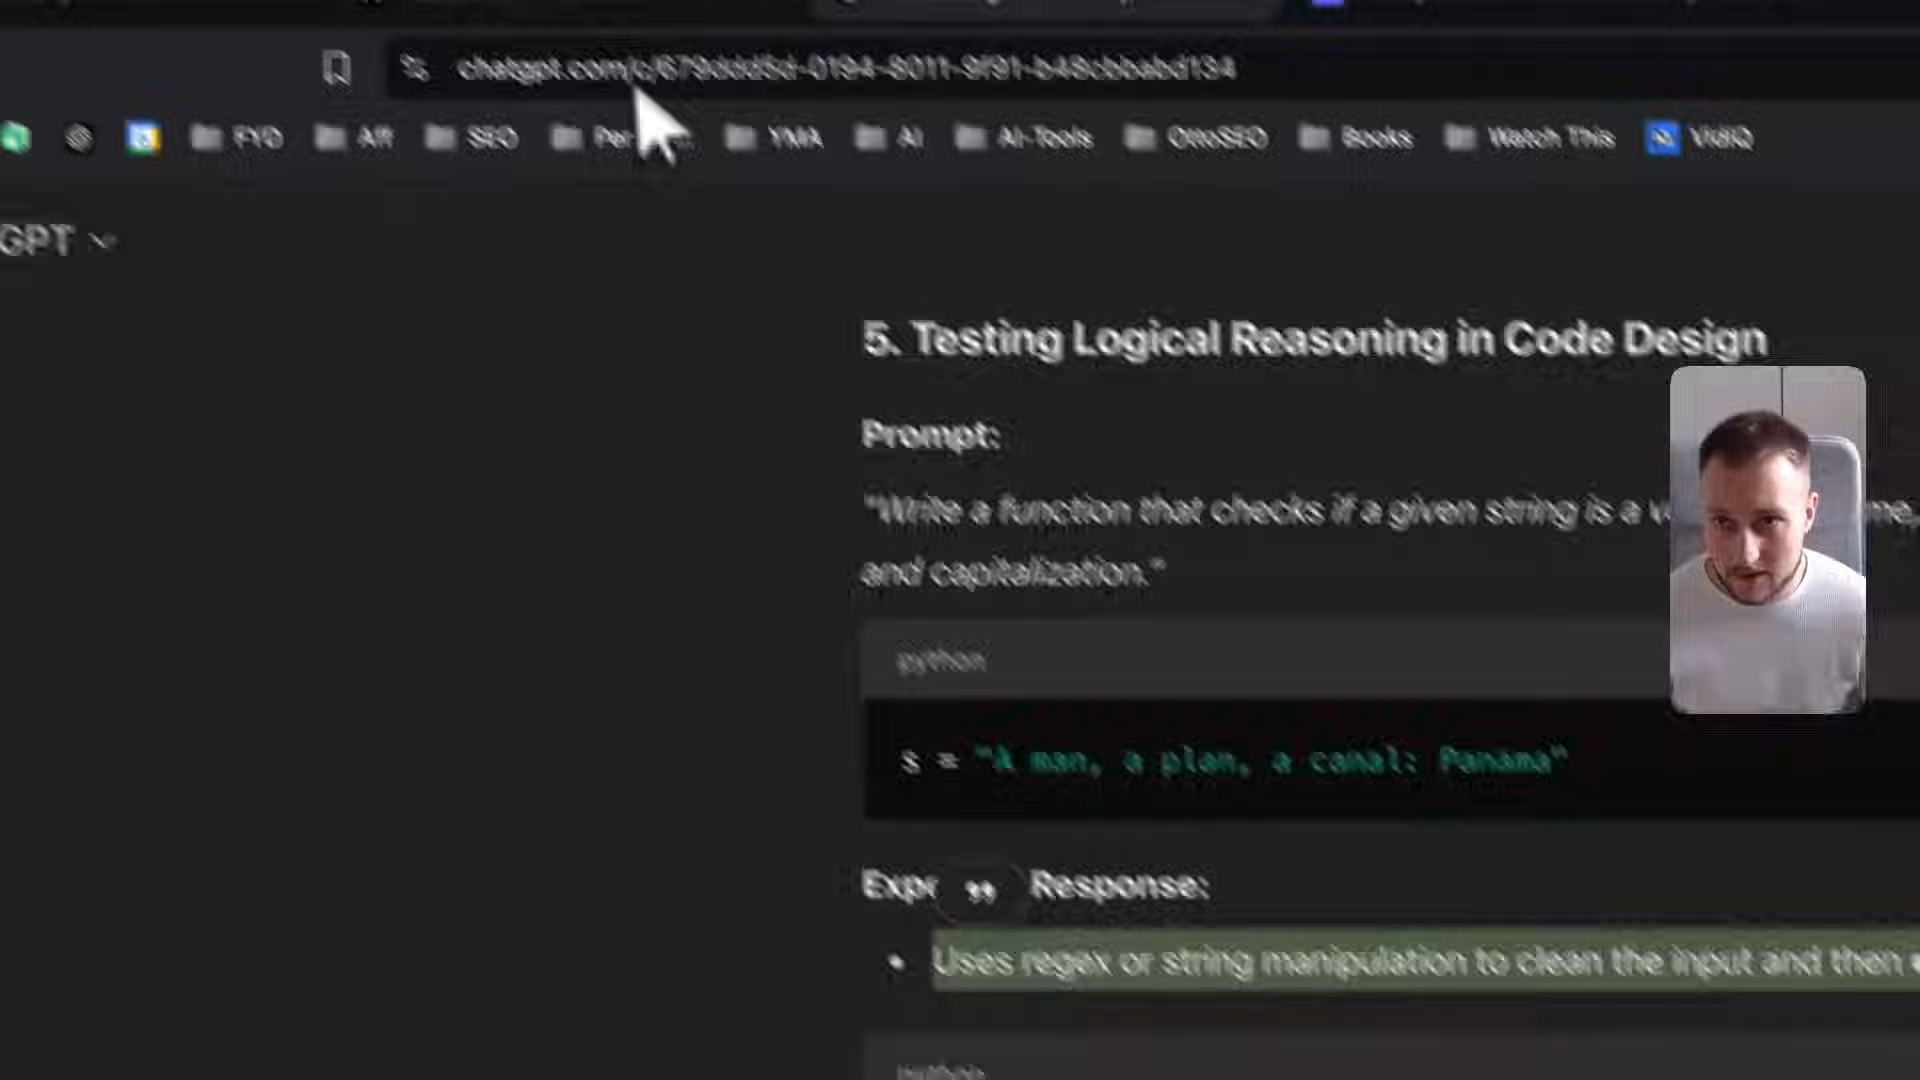 chatgpt.com/c/679ddd5d-0194-8011-9f91-b48cbbabd134
FYD AR SEO YMA AI AI-Tools OttoSEO Books Watch This VidIQ
GPT
5. Testing Logical Reasoning in Code Design
Prompt:
"Write a function that checks if a given string is a
and capitalization."
python
s = "A man, a plan, a canal: Panama"
Response:
Uses regex or string manipulation to clean the input and then
python